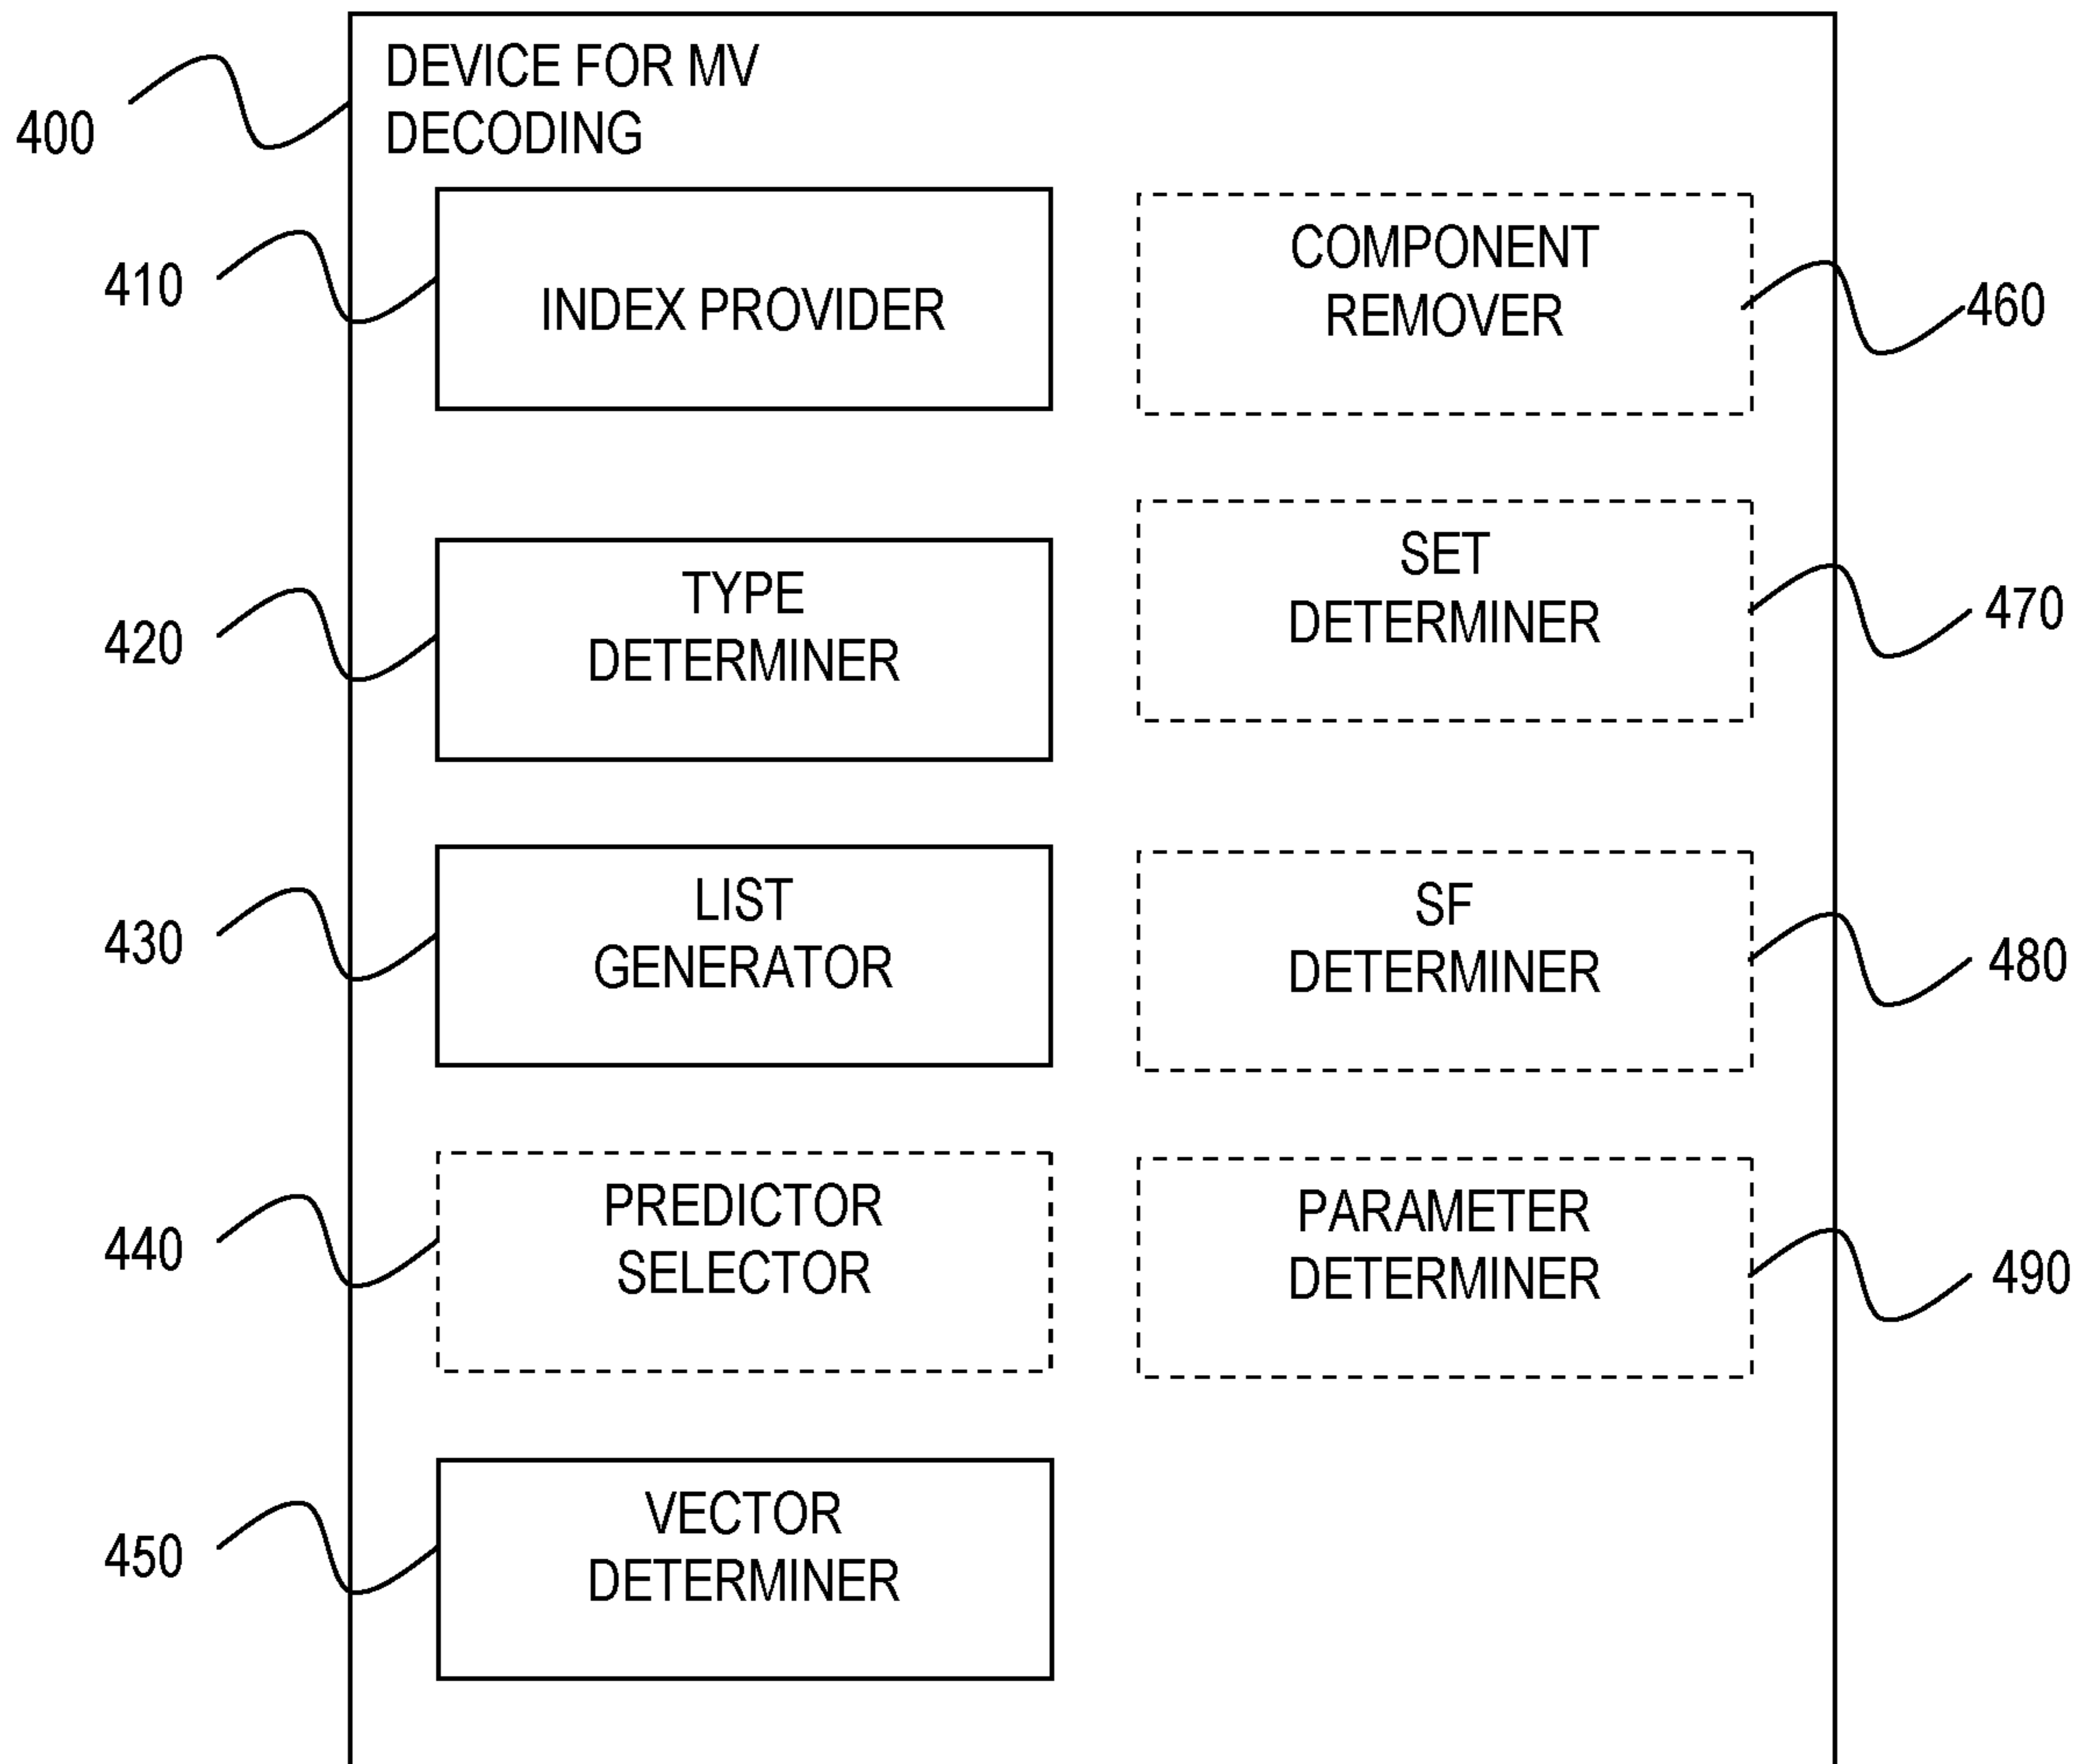 DEVICE FOR MV
DECODING
400
410
INDEX PROVIDER
COMPONENT
REMOVER
460
420
TYPE
DETERMINER
SET
DETERMINER
470
430
LIST
GENERATOR
SF
DETERMINER
480
440
PREDICTOR
SELECTOR
PARAMETER
DETERMINER
490
450
VECTOR
DETERMINER